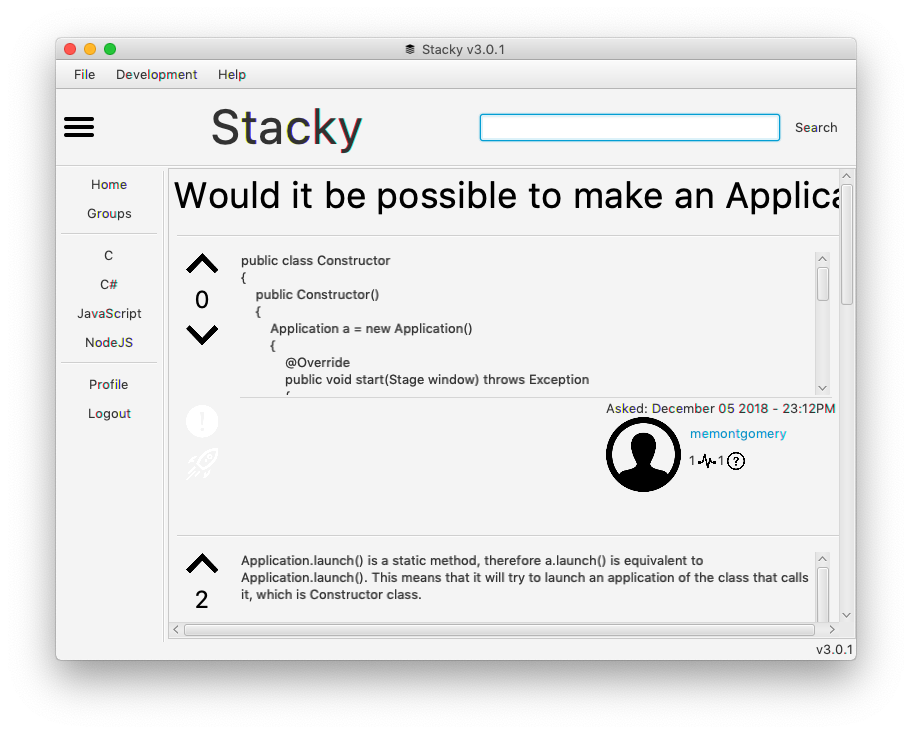 Stacky v3.0.1
File Development Help
Stacky
Search
Home
Groups
C
C#
JavaScript
NodeJS
Profile
Logout
Would it be possible to make an Applica
0
public class Constructor
{
public Constructor()
{
Application a = new Application()
{
@Override
public void start(Stage window) throws Exception
{
Asked: December 05 2018 - 23:12PM
memontgomery
1 1 ?
!
2
Application.launch() is a static method, therefore a.launch() is equivalent to
Application.launch(). This means that it will try to launch an application of the class that calls
it, which is Constructor class.
v3.0.1